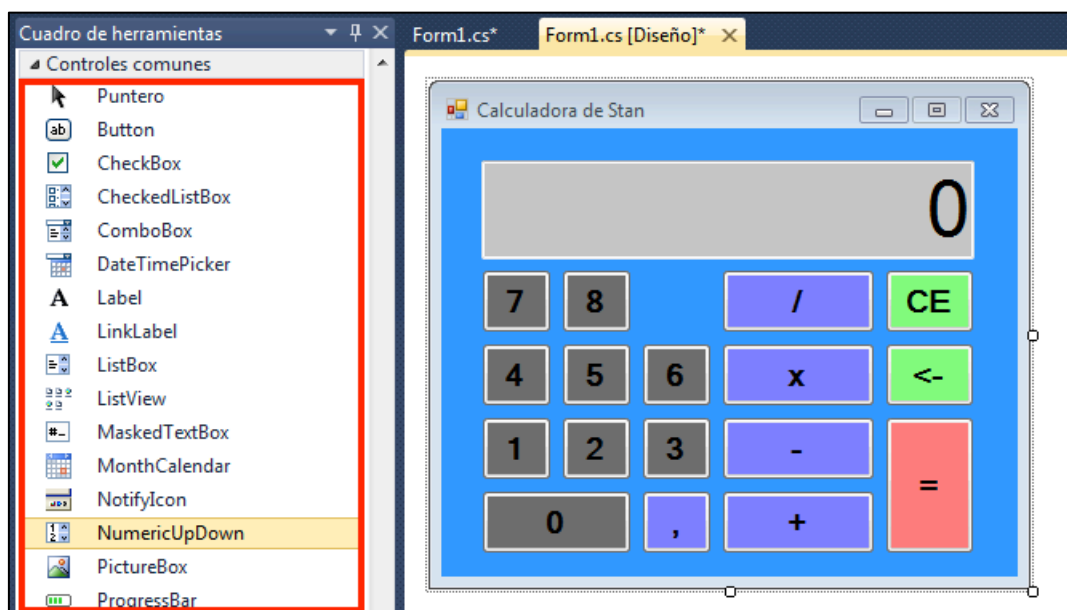 Cuadro de herramientas
Form1.cs*
Form1.cs [Diseño]*
Controles comunes
Puntero
ab Button
CheckBox
CheckedListBox
ComboBox
DateTimePicker
A Label
A LinkLabel
ListBox
ListView
#_ MaskedTextBox
MonthCalendar
NotifyIcon
NumericUpDown
PictureBox
ProgressBar
Calculadora de Stan
0
7 8 / CE
4 5 6 x <-
1 2 3 -
=
0 , +